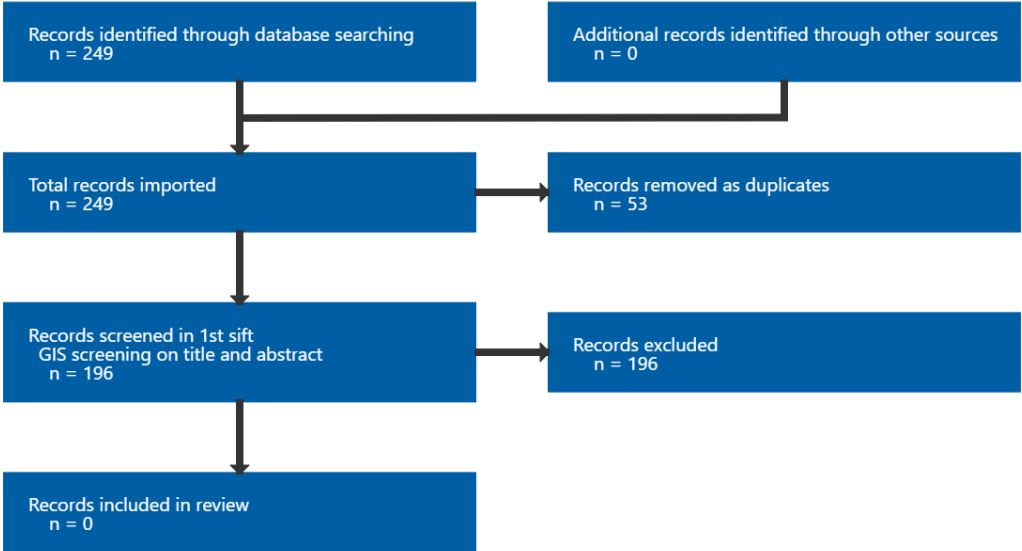 Records identified through database searching
n = 249
Additional records identified through other sources
n = 0
Total records imported
n = 249
Records removed as duplicates
n = 53
Records screened in 1st sift
GIS screening on title and abstract
n = 196
Records excluded
n = 196
Records included in review
n = 0